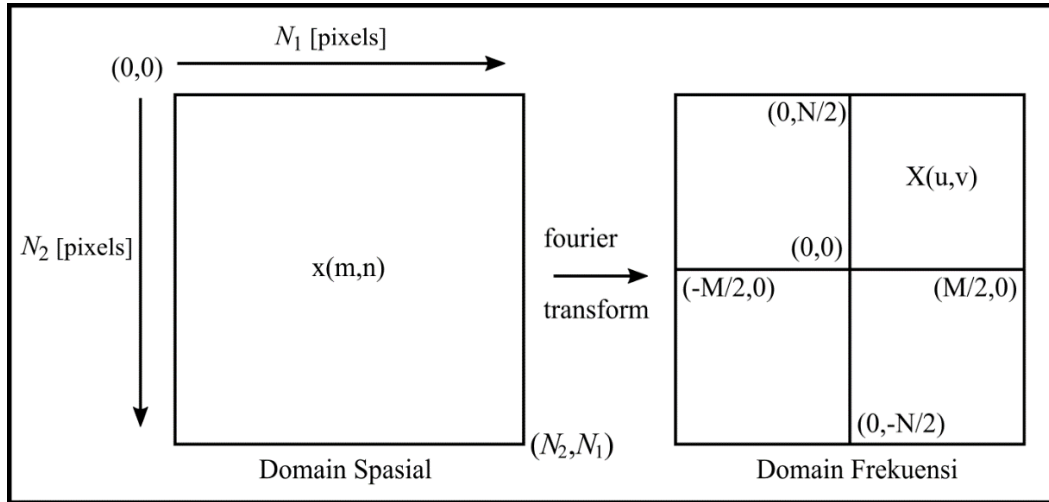 N₁ [pixels]
(0,0)
N₂ [pixels]
x(m,n)
(N₂,N₁)
Domain Spasial
fourier
transform
(0,N/2)
X(u,v)
(0,0)
(-M/2,0)
(M/2,0)
(0,-N/2)
Domain Frekuensi